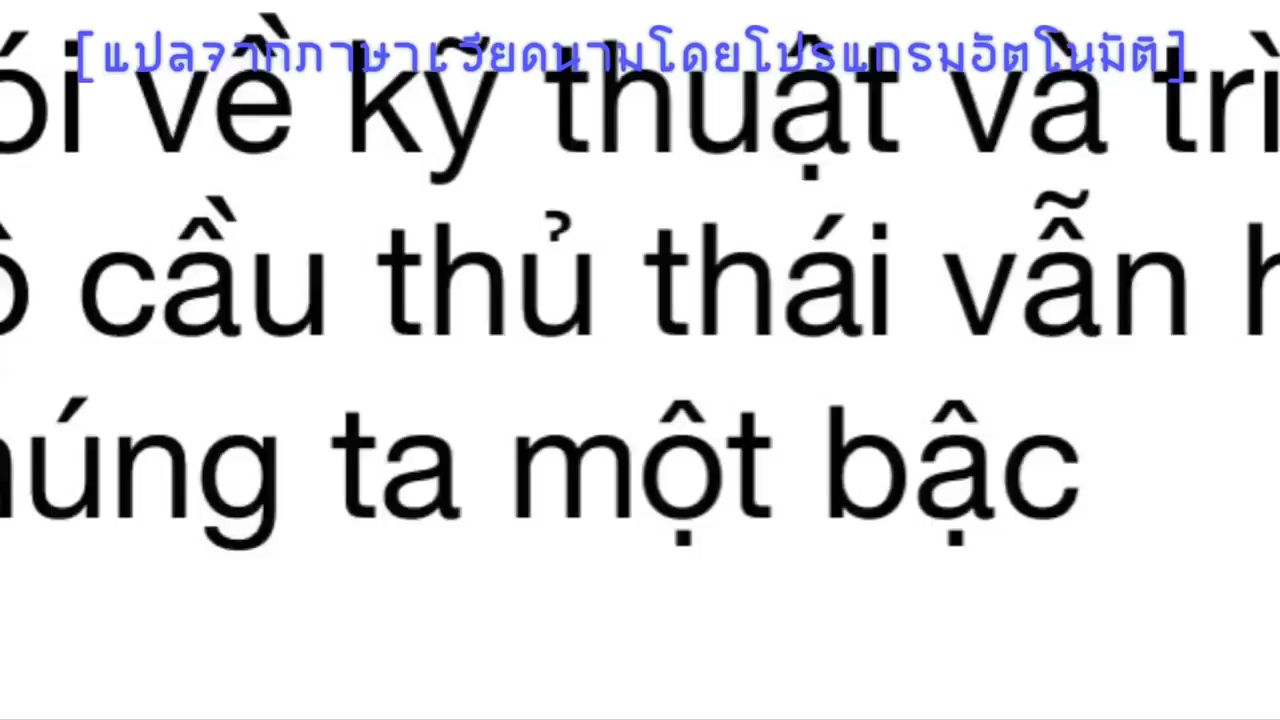 [แปลจากภาษาเวียดนามโดยโปรแกรมอัตโนมัติ]
ói về kỹ thuật và trì
cầu thủ thái vẫn h
húng ta một bậc